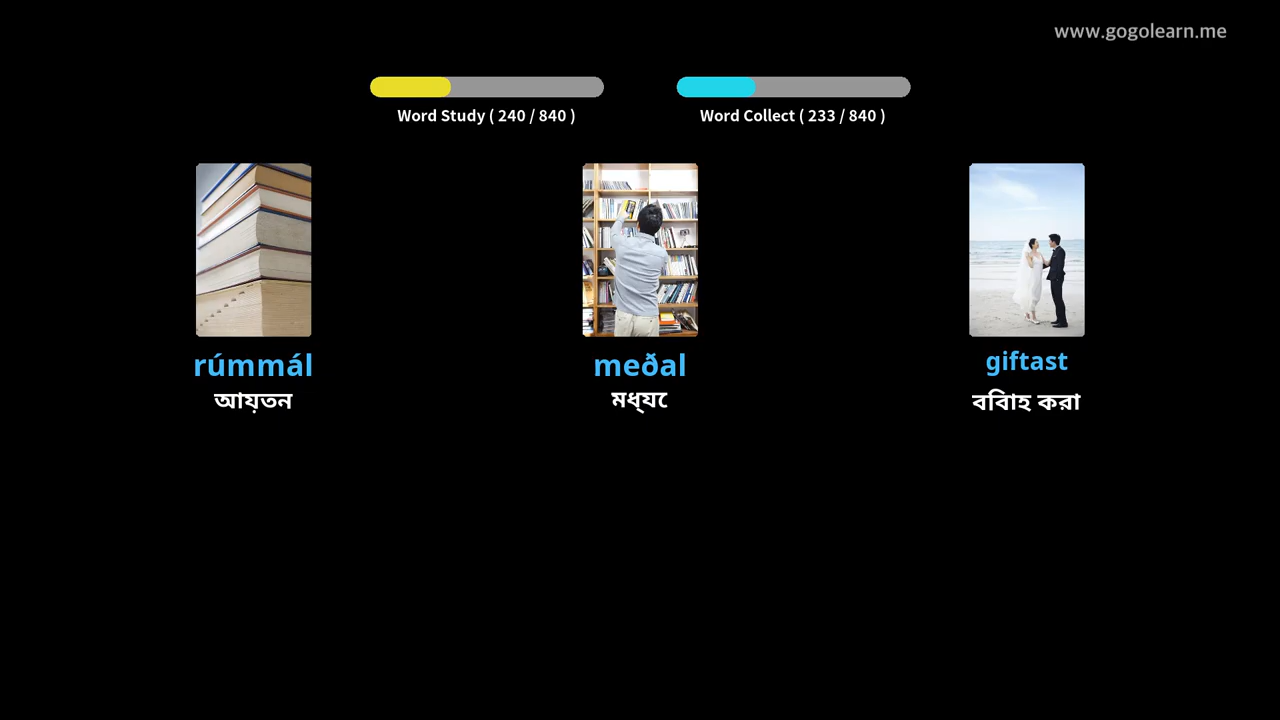 www.gogolearn.me
Word Study ( 240 / 840 )
Word Collect ( 233 / 840 )
rúmmál
meðal
giftast
আয়তন
মধ্যে
বিবাহ করা